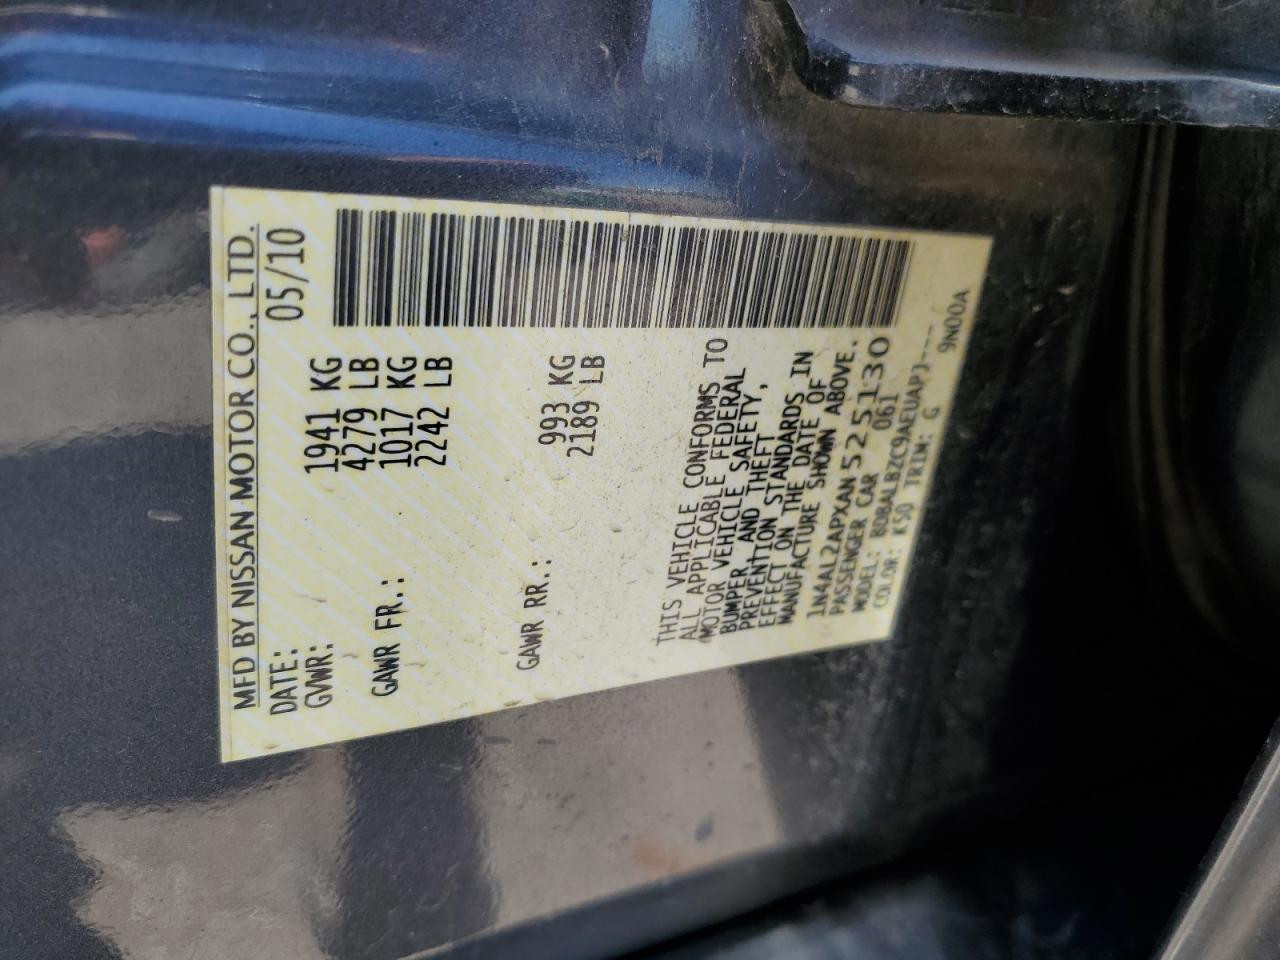 MFD BY NISSAN MOTOR CO., LTD.
DATE: 05/10
GVWR: 1941 KG
4279 LB
GAWR FR.: 1017 KG
2242 LB
GAWR RR.: 993 KG
2189 LB
THIS VEHICLE CONFORMS TO
ALL APPLICABLE FEDERAL
MOTOR VEHICLE SAFETY,
BUMPER AND THEFT
PREVENTION STANDARDS IN
EFFECT ON THE DATE OF
MANUFACTURE SHOWN ABOVE.
1N4AL2APXAN525130
PASSENGER CAR 061
MODEL: BDBALBZC9AEUAPJ---
COLOR: K50 TRIM: G 9N00A